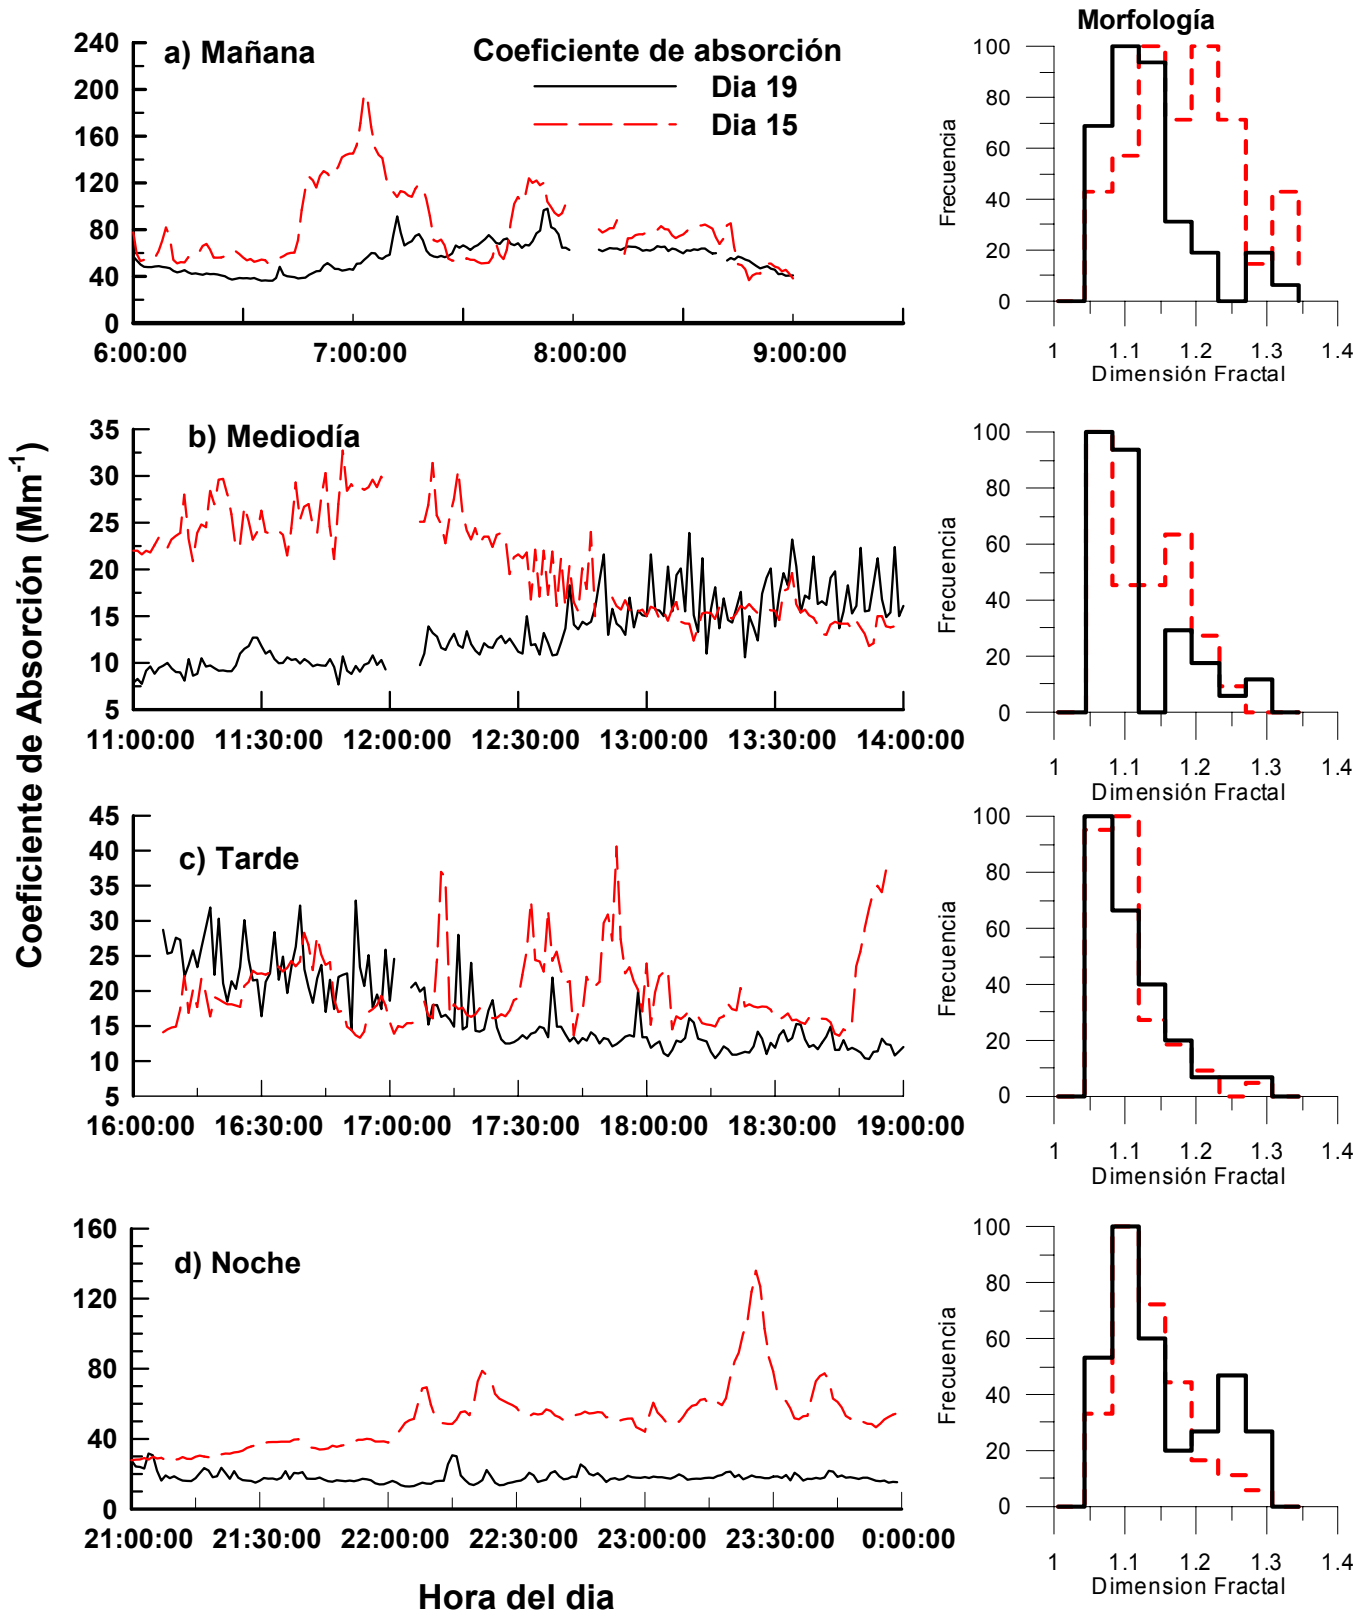 Morfología
a) Mañana
Coeficiente de absorción
Dia 19
Dia 15
240
200
160
120
80
40
0
6:00:00 7:00:00 8:00:00 9:00:00
Frecuencia
100
80
60
40
20
0
1 1.1 1.2 1.3 1.4
Dimensión Fractal
Coeficiente de Absorción (Mm-1)
b) Mediodía
35
30
25
20
15
10
5
11:00:00 11:30:00 12:00:00 12:30:00 13:00:00 13:30:00 14:00:00
Frecuencia
100
80
60
40
20
0
1 1.1 1.2 1.3 1.4
Dimensión Fractal
c) Tarde
45
40
35
30
25
20
15
10
5
16:00:00 16:30:00 17:00:00 17:30:00 18:00:00 18:30:00 19:00:00
Frecuencia
100
80
60
40
20
0
1 1.1 1.2 1.3 1.4
Dimensión Fractal
d) Noche
160
120
80
40
0
21:00:00 21:30:00 22:00:00 22:30:00 23:00:00 23:30:00 0:00:00
Frecuencia
100
80
60
40
20
0
1 1.1 1.2 1.3 1.4
Dimension Fractal
Hora del dia